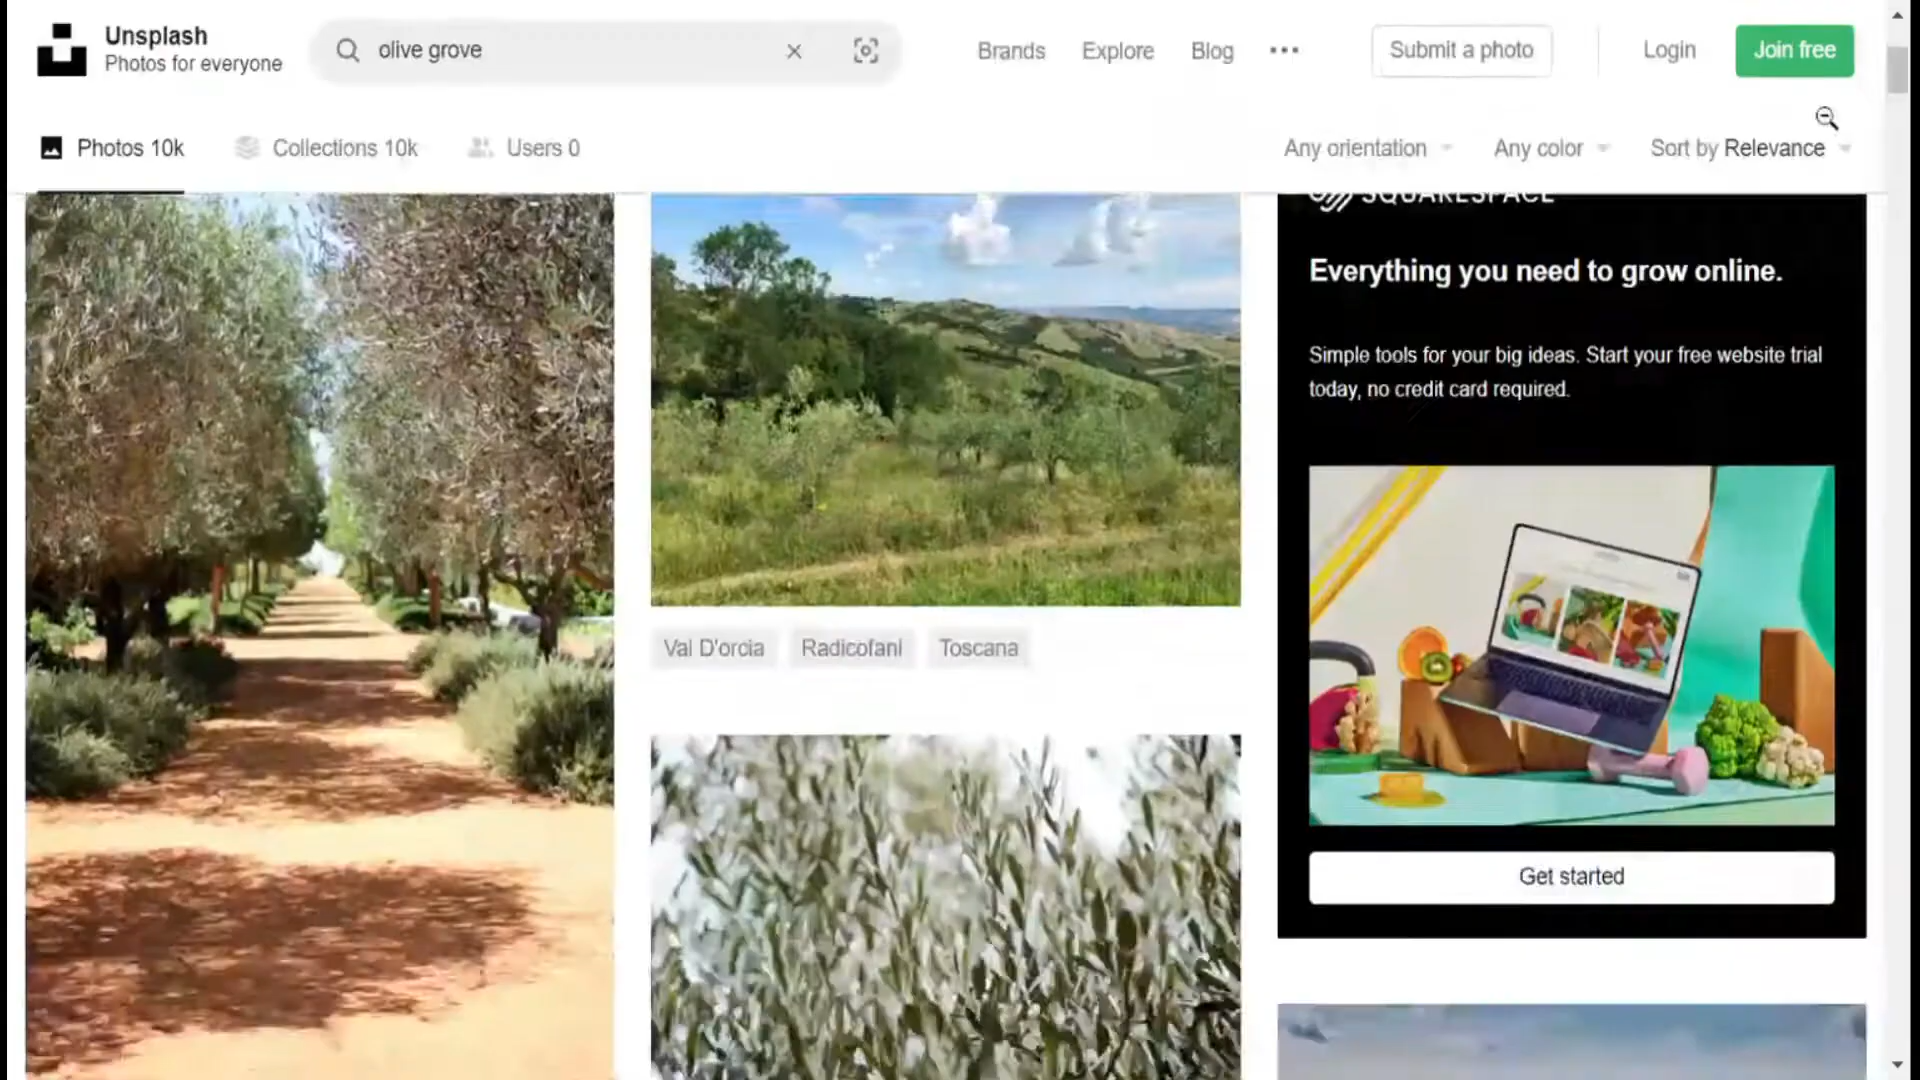 Unsplash
Photos for everyone
olive grove
Brands
Explore
Blog
Submit a photo
Login
Join free
Photos 10k
Collections 10k
Users 0
Any orientation
Any color
Sort by Relevance
SQUARESPACE
Everything you need to grow online.
Simple tools for your big ideas. Start your free website trial
today, no credit card required.
Val D'orcia
Radicofani
Toscana
Get started